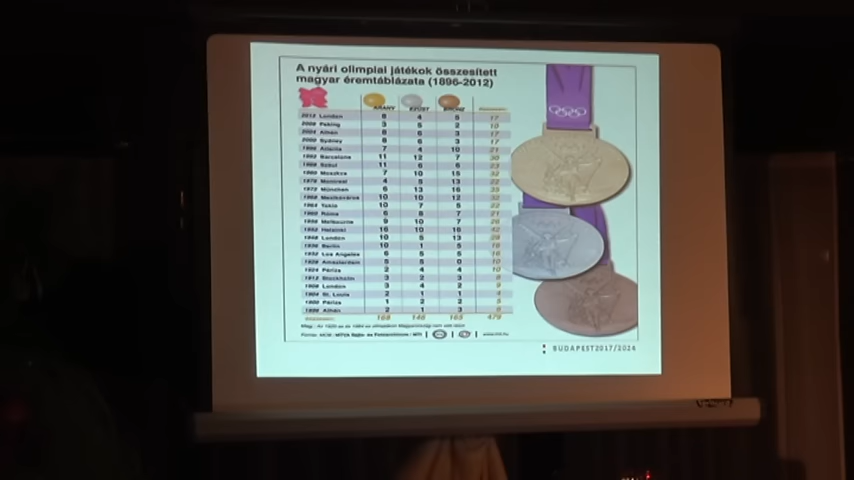 A nyári olimpiai játékok összesített
magyar éremtáblázata (1896-2012)
ARANY EZÜST BRONZ
2012 London 8 4 5 17
2008 Peking 3 5 2 10
2004 Athén 8 6 3 17
2000 Sydney 8 6 3 17
1996 Atlanta 7 4 10 21
1992 Barcelona 11 12 7 30
1988 Szöul 11 6 6 23
1980 Moszkva 7 10 15 32
1976 Montreal 4 5 13 22
1972 München 6 13 16 35
1968 Mexikóváros 10 10 12 32
1964 Tokió 10 7 5 22
1960 Róma 6 8 7 21
1956 Melbourne 9 10 7 26
1952 Helsinki 16 10 16 42
1948 London 10 5 13 28
1936 Berlin 10 1 5 16
1932 Los Angeles 6 5 5 16
1928 Amszterdam 5 5 0 10
1924 Párizs 2 4 4 10
1912 Stockholm 3 2 3 8
1908 London 3 4 2 9
1904 St. Louis 2 1 1 4
1900 Párizs 1 2 2 5
1896 Athén 2 1 3 6
168 146 165 479
BUDAPEST2017/2024